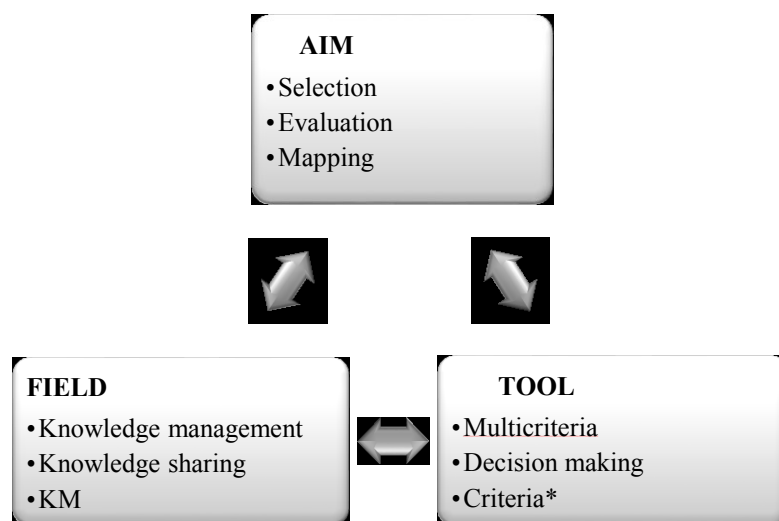 AIM
•Selection
•Evaluation
•Mapping
FIELD
•Knowledge management
•Knowledge sharing
•KM
TOOL
•Multicriteria
•Decision making
•Criteria*